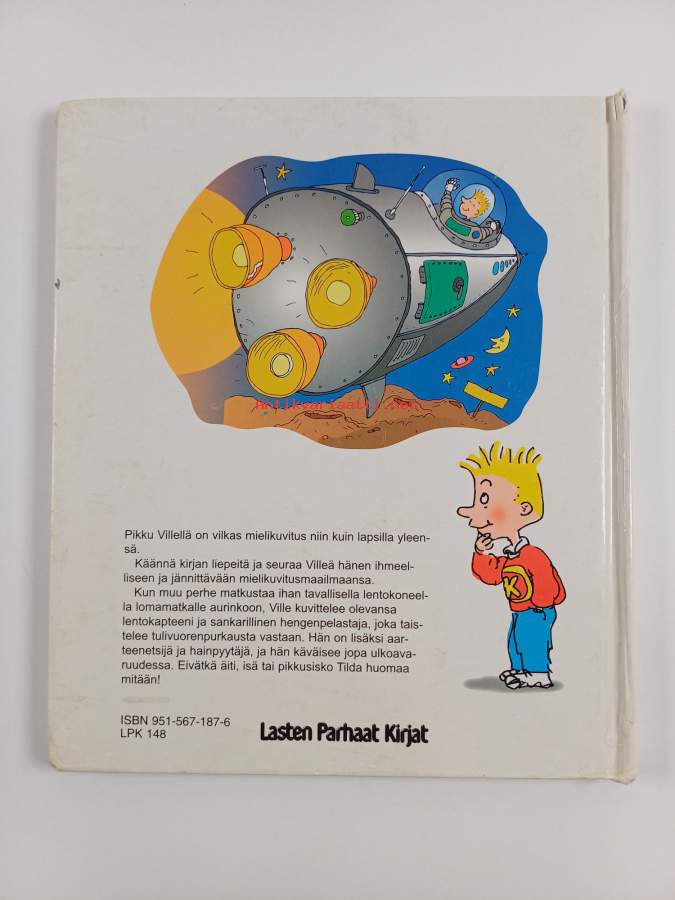 Antikvariaatti.net
Pikku Villellä on vilkas mielikuvitus niin kuin lapsilla yleen-
sä.
Käännä kirjan liepeitä ja seuraa Villeä hänen ihmeel-
liseen ja jännittävään mielikuvitusmaailmaansa.
Kun muu perhe matkustaa ihan tavallisella lentokoneel-
la lomamatkalle aurinkoon, Ville kuvittelee olevansa
lentokapteeni ja sankarillinen hengenpelastaja, joka tais-
telee tulivuorenpurkausta vastaan. Hän on lisäksi aar-
teenetsijä ja hainpyytäjä, ja hän käväisee jopa ulkoava-
ruudessa. Eivätkä äiti, isä tai pikkusisko Tilda huomaa
mitään!
K
ISBN 951-567-187-6
LPK 148
Lasten Parhaat Kirjat